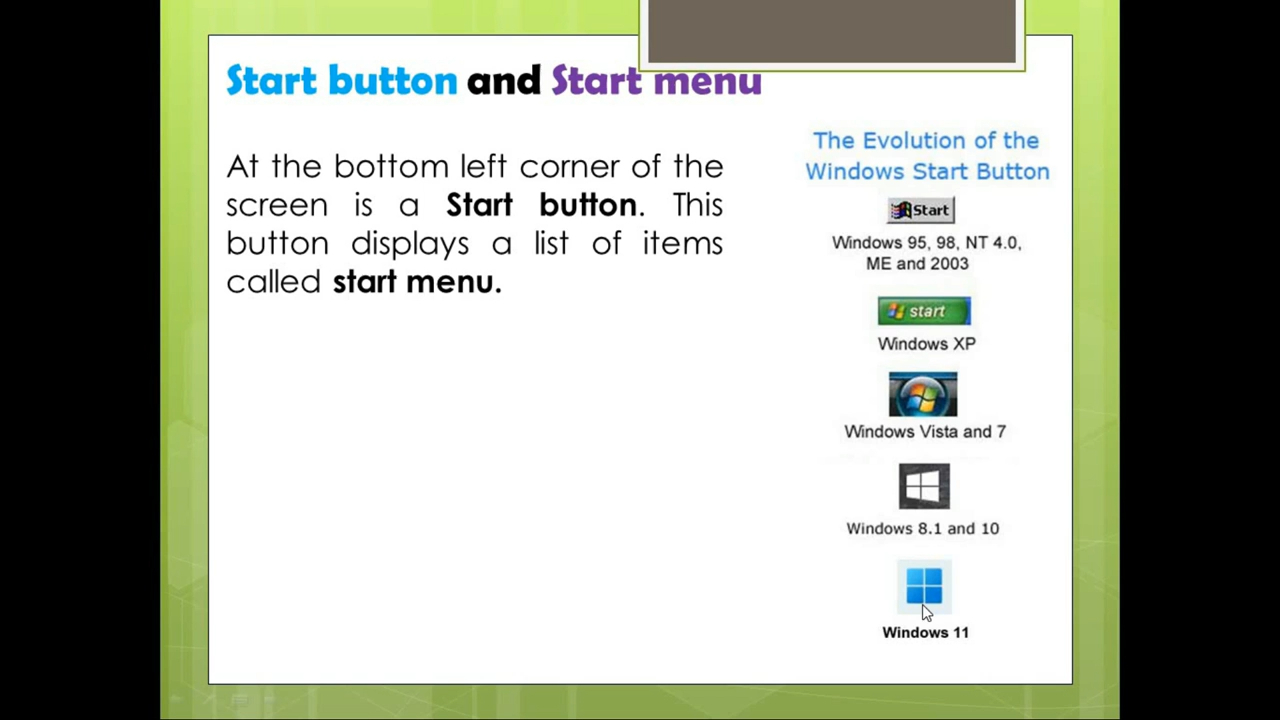 Start button and Start menu
At the bottom left corner of the
screen is a Start button. This
button displays a list of items
called start menu.
The Evolution of the
Windows Start Button
Start
Windows 95, 98, NT 4.0,
ME and 2003
start
Windows XP
Windows Vista and 7
Windows 8.1 and 10
Windows 11